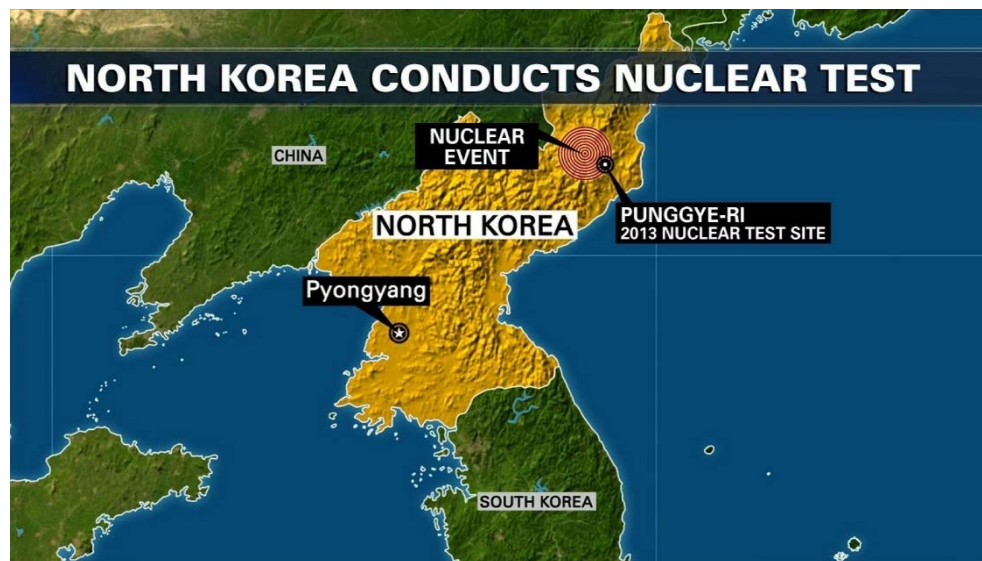 NORTH KOREA CONDUCTS NUCLEAR TEST
CHINA
NUCLEAR
EVENT
NORTH KOREA
PUNGGYE-RI
2013 NUCLEAR TEST SITE
Pyongyang
SOUTH KOREA